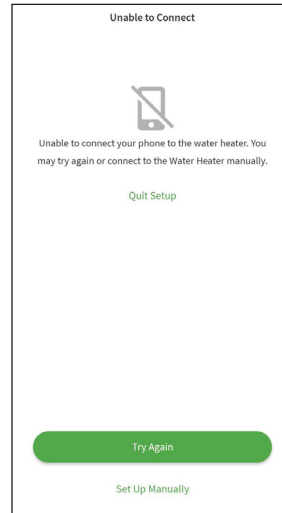 Unable to Connect
Unable to connect your phone to the water heater. You
may try again or connect to the Water Heater manually.
Quit Setup
Try Again
Set Up Manually